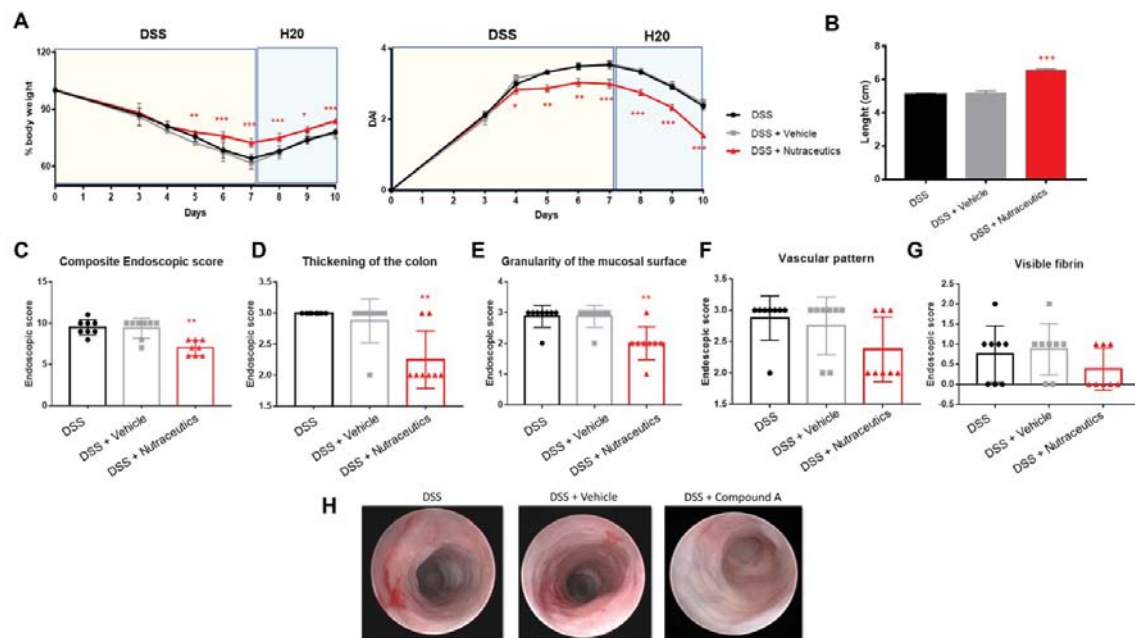 A
DSS
H20
120
100
80
60
% body weight
0 1 2 3 4 5 6 7 8 9 10
Days
** *** *** *** * ***
DSS
H20
4
2
0
DAI
0 1 2 3 4 5 6 7 8 9 10
Days
* ** ** *** *** *** ***
DSS
DSS + Vehicle
DSS + Nutraceutics
B
***
8
6
4
2
0
Lenght (cm)
DSS
DSS + Vehicle
DSS + Nutraceutics
C
Composite Endoscopic score
15
10
5
0
Endoscopic score
**
DSS
DSS + Vehicle
DSS + Nutraceutics
D
Thickening of the colon
3.5
3.0
2.5
2.0
1.5
Endoscopic score
**
DSS
DSS + Vehicle
DSS + Nutraceutics
E
Granularity of the mucosal surface
4
3
2
1
0
Endoscopic score
**
DSS
DSS + Vehicle
DSS + Nutraceutics
F
Vascular pattern
3.5
3.0
2.5
2.0
1.5
Endoscopic score
DSS
DSS + Vehicle
DSS + Nutraceutics
G
Visible fibrin
2.5
2.0
1.5
1.0
0.5
0.0
-0.5
Endoscopic score
DSS
DSS + Vehicle
DSS + Nutraceutics
H
DSS
DSS + Vehicle
DSS + Compound A